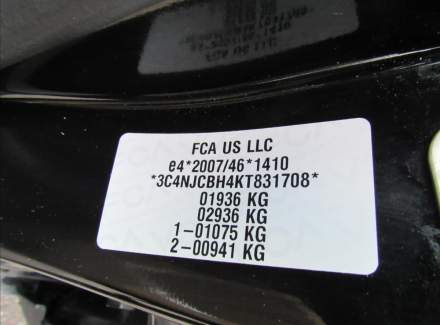 FCA US LLC
e4*2007/46*1410
*3C4NJCBH4KT831708*
01936 KG
02936 KG
1-01075 KG
2-00941 KG